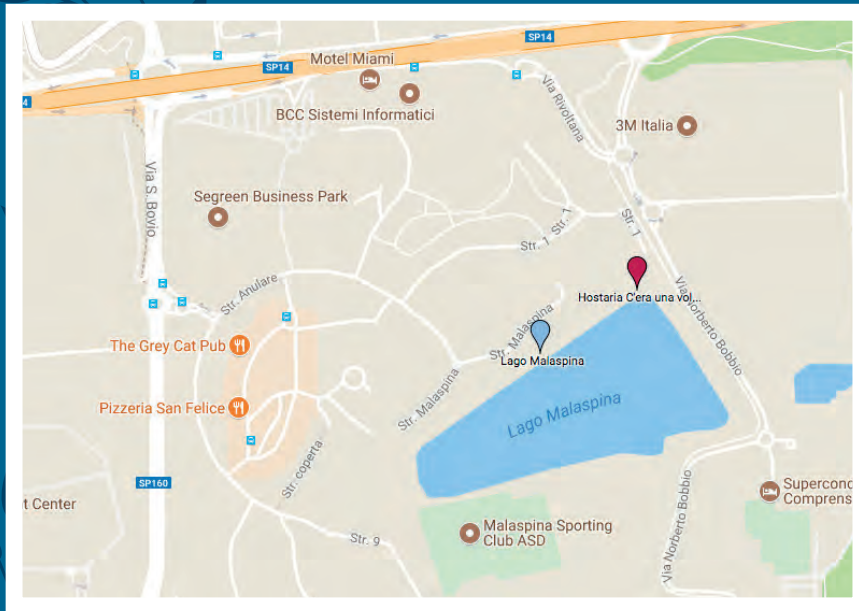 SP14
SP14
4
Motel Miami
BCC Sistemi Informatici
Via Rivoltana
3M Italia
Via S. Bovio
Segreen Business Park
Str. 1
Str. 1
Str. 1
Str. Anulare
Hostaria C'era una vol...
Via Norberto Bobbio
The Grey Cat Pub
Str. Malaspina
Lago Malaspina
Pizzeria San Felice
Str. Malaspina
Lago Malaspina
Str. coperta
SP160
t Center
Via Norberto Bobbio
Supercond
Comprens
Malaspina Sporting
Club ASD
Str. 9